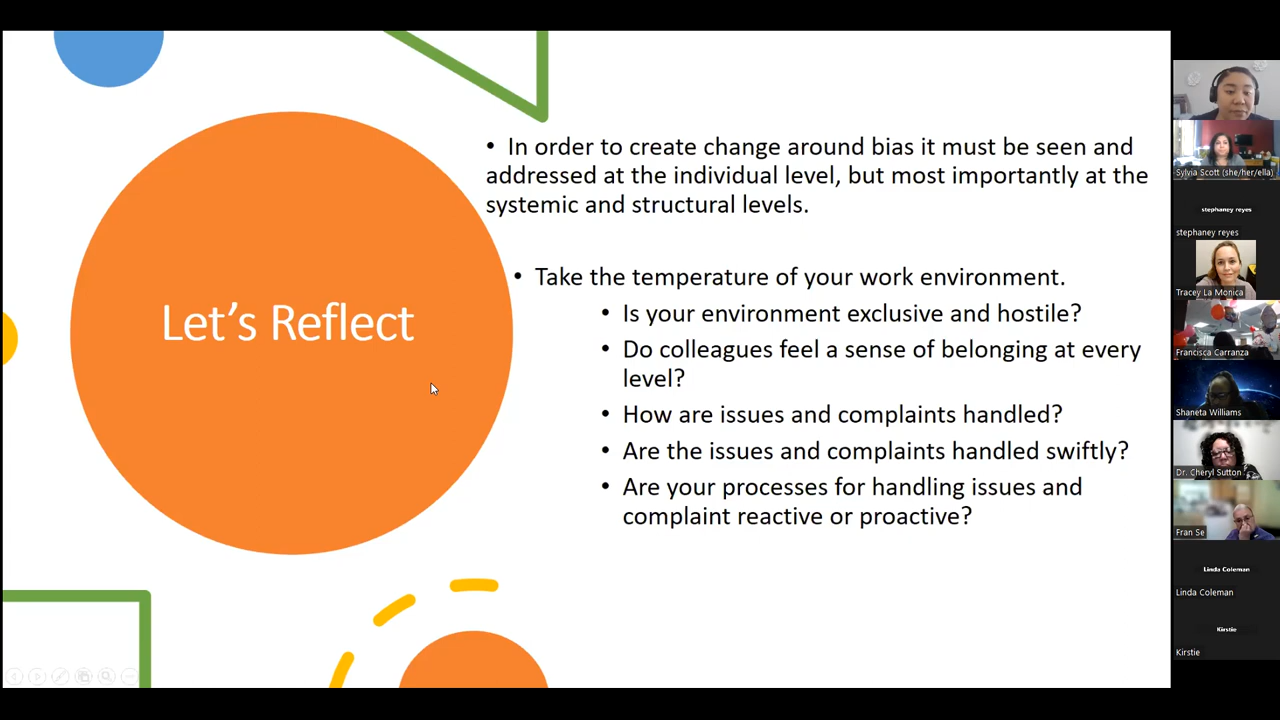 Let's Reflect
• In order to create change around bias it must be seen and
addressed at the individual level, but most importantly at the
systemic and structural levels.
• Take the temperature of your work environment.
• Is your environment exclusive and hostile?
• Do colleagues feel a sense of belonging at every
level?
• How are issues and complaints handled?
• Are the issues and complaints handled swiftly?
• Are your processes for handling issues and
complaint reactive or proactive?
Sylvia Scott (she/her/ella)
stephaney reyes
stephaney reyes
Tracey La Monica
Francisca Carranza
Shaneta Williams
Dr. Cheryl Sutton
Fran Se
Linda Coleman
Linda Coleman
Kirstie
Kirstie